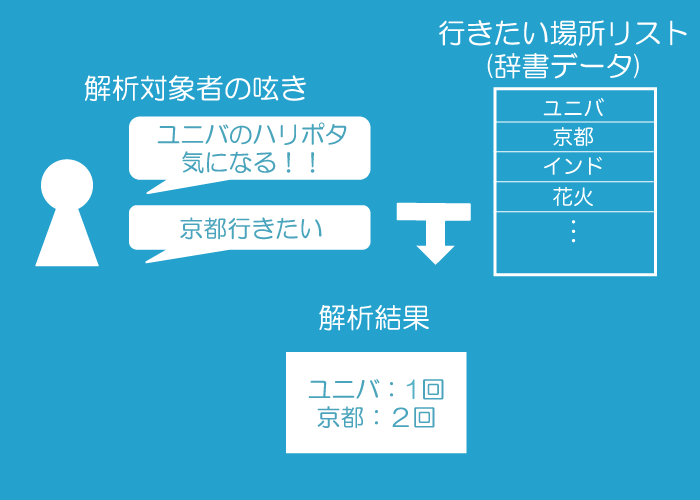 行きたい場所リスト
(辞書データ)
解析対象者の呟き
ユニバのハリポタ
気になる！！
京都行きたい
ユニバ
京都
インド
花火
⋮
解析結果
ユニバ：1回
京都：２回